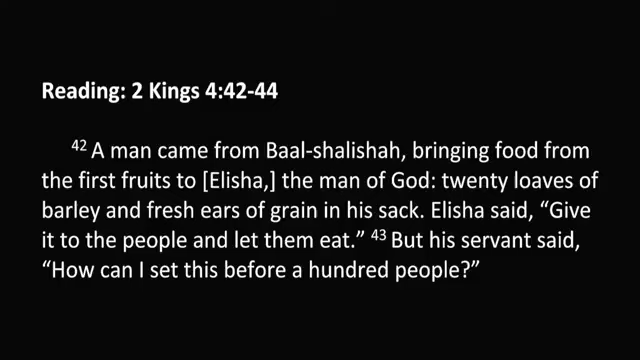 Reading: 2 Kings 4:42-44
42 A man came from Baal-shalishah, bringing food from
the first fruits to [Elisha,] the man of God: twenty loaves of
barley and fresh ears of grain in his sack. Elisha said, “Give
it to the people and let them eat.” 43 But his servant said,
“How can I set this before a hundred people?”